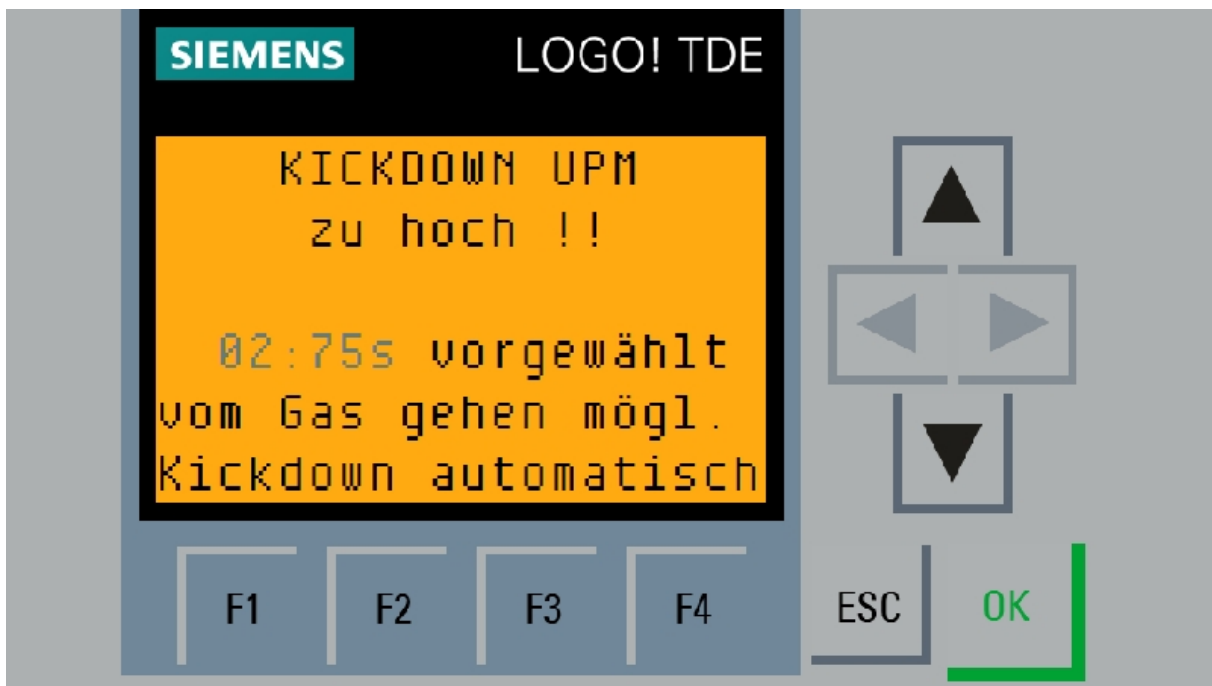 SIEMENS LOGO! TDE
KICKDOWN UPM
zu hoch !!
02:75s vorgewählt
vom Gas gehen mögl.
Kickdown automatisch
F1 F2 F3 F4 ESC OK